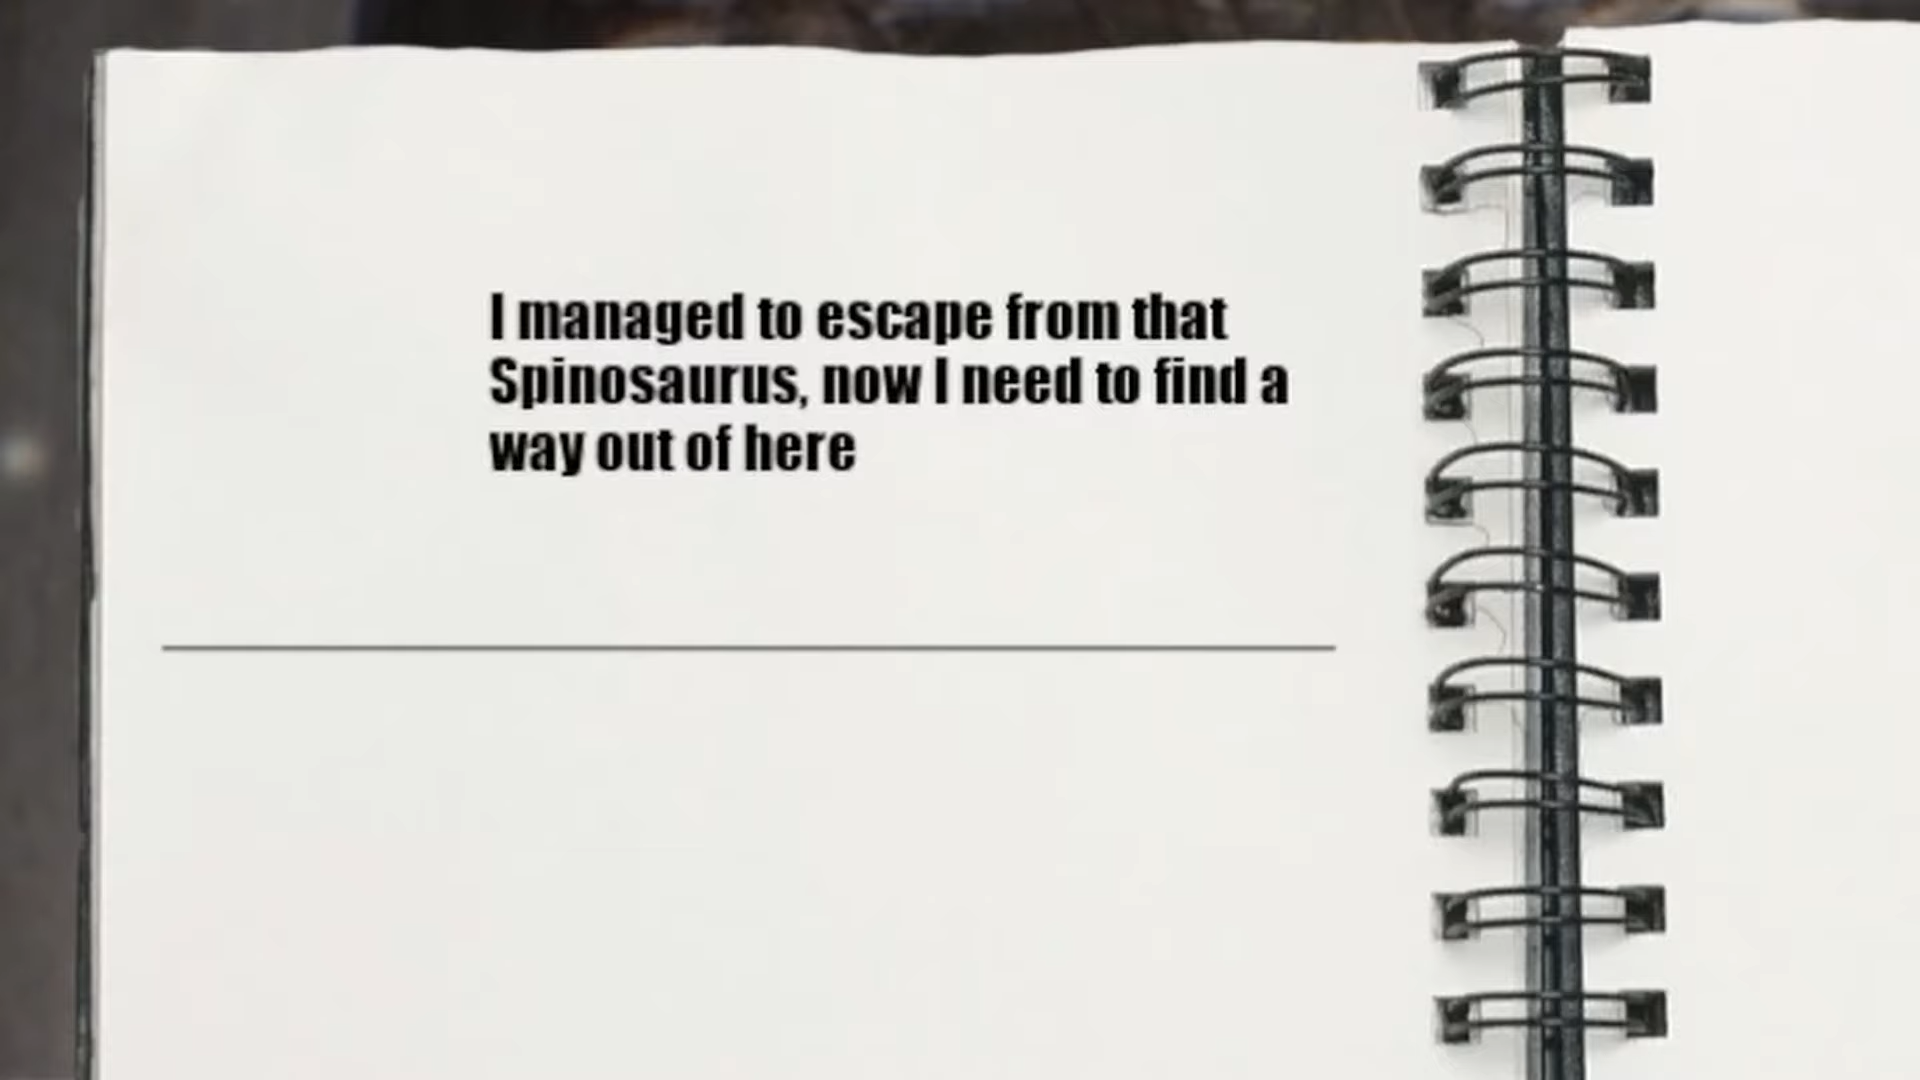 I managed to escape from that
Spinosaurus, now I need to find a
way out of here